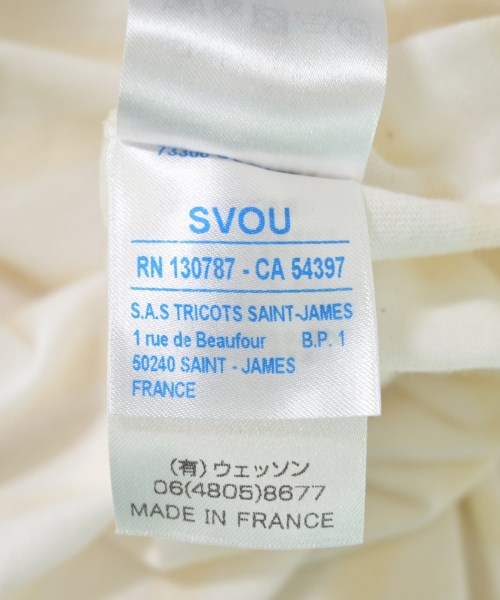 SVOU
RN 130787 - CA 54397
S.A.S TRICOTS SAINT-JAMES
1 rue de Beaufour B.P. 1
50240 SAINT - JAMES
FRANCE
(有)ウェッソン
06(4805)8677
MADE IN FRANCE